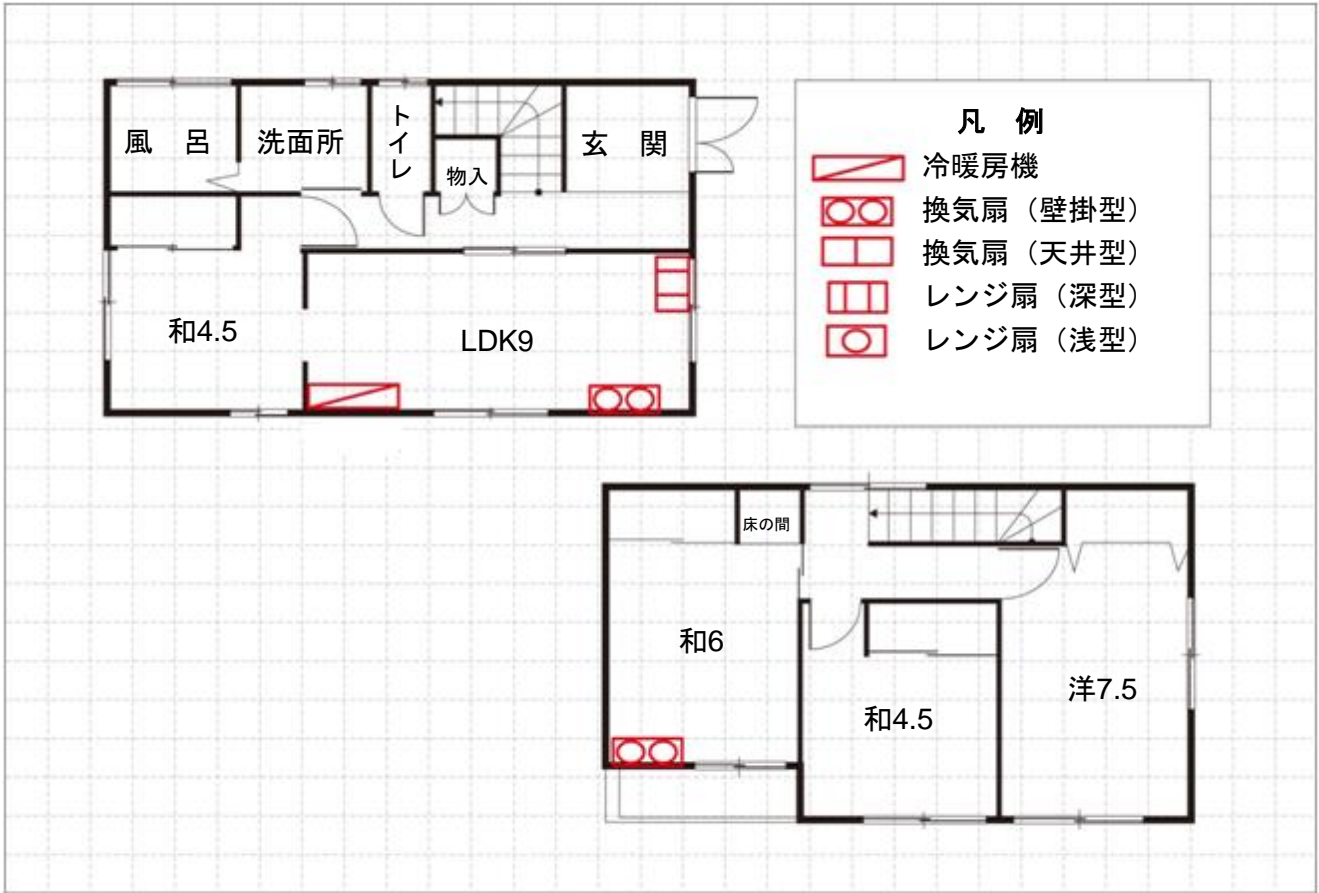 風　呂
洗面所
トイレ
物入
玄　関
和4.5
LDK9
凡　例
冷暖房機
換気扇（壁掛型）
換気扇（天井型）
レンジ扇（深型）
レンジ扇（浅型）
床の間
和6
和4.5
洋7.5